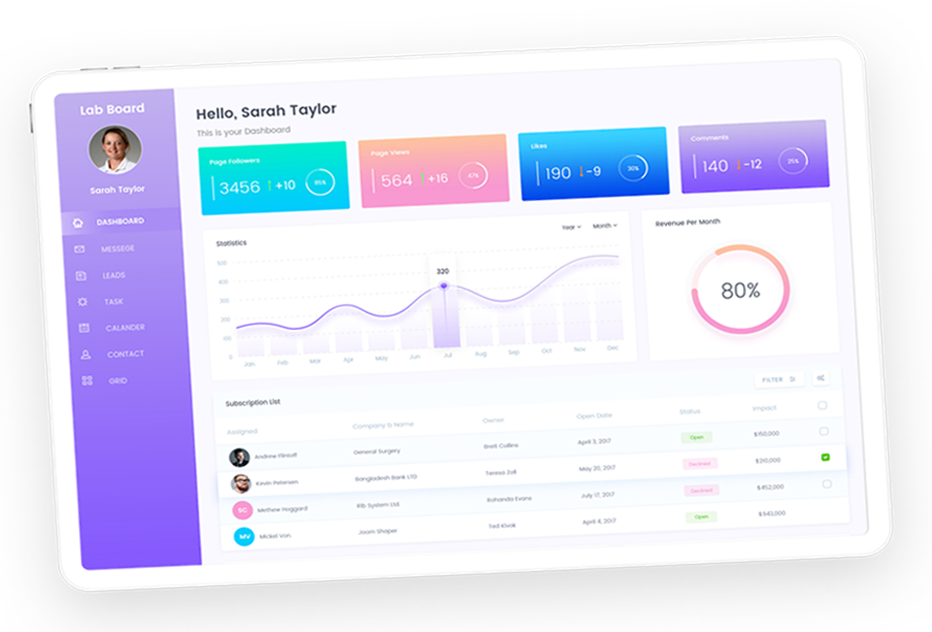 Lab Board
Sarah Taylor
DASHBOARD
MESSEGE
LEADS
TASK
CALANDER
CONTACT
GRID
Hello, Sarah Taylor
This is your Dashboard
Page Followers
3456 +10 85%
Page Views
564 +16 47%
Likes
190 -9 30%
Comments
140 -12 25%
Statistics
Year Month
500
400
300
200
100
0
320
Jan Feb Mar Apr May Jun Jul Aug Sep Oct Nov Dec
Revenue Per Month
80%
Subscription List
FILTER
Assigned Company & Name Owner Open Date Status Impact
Andrew Flintoff General Surgery Brett Collins April 3, 2017 Open $150,000
Kevin Petersen Bangladesh Bank LTD Teresa Zoll May 20, 2017 Declined $210,000
SC Methew Hoggard Rib System Ltd Rohanda Evans July 17, 2017 Declined $452,000
MV Mickel Von Joom Shaper Ted Kivok April 4, 2017 Open $543,000